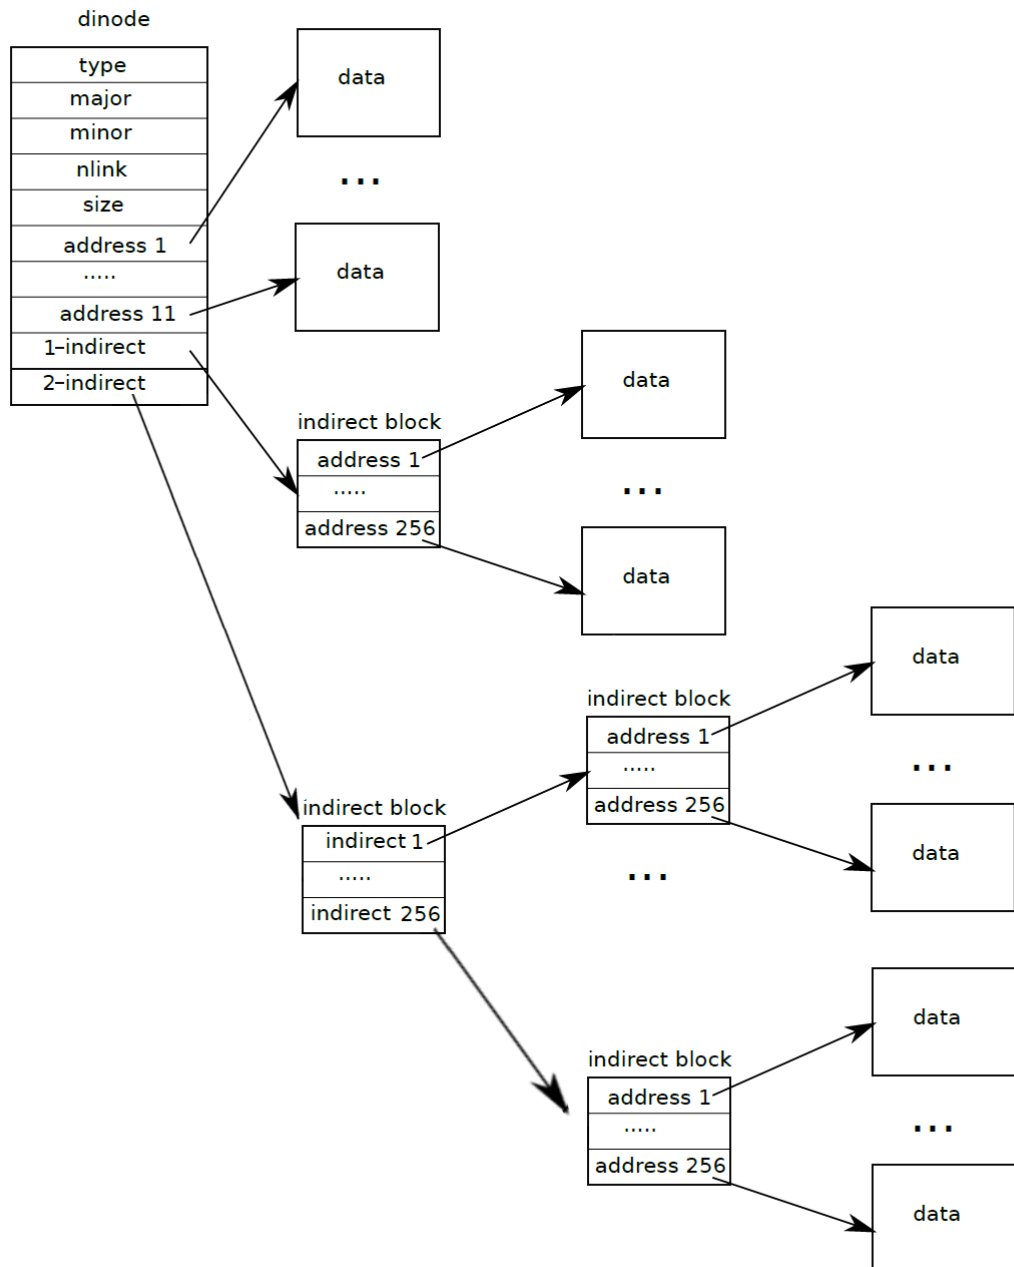 dinode
type
major
minor
nlink
size
address 1
.....
address 11
1-indirect
2-indirect
data
...
data
indirect block
address 1
.....
address 256
data
...
data
indirect block
indirect 1
.....
indirect 256
indirect block
address 1
.....
address 256
...
data
...
data
indirect block
address 1
.....
address 256
data
...
data